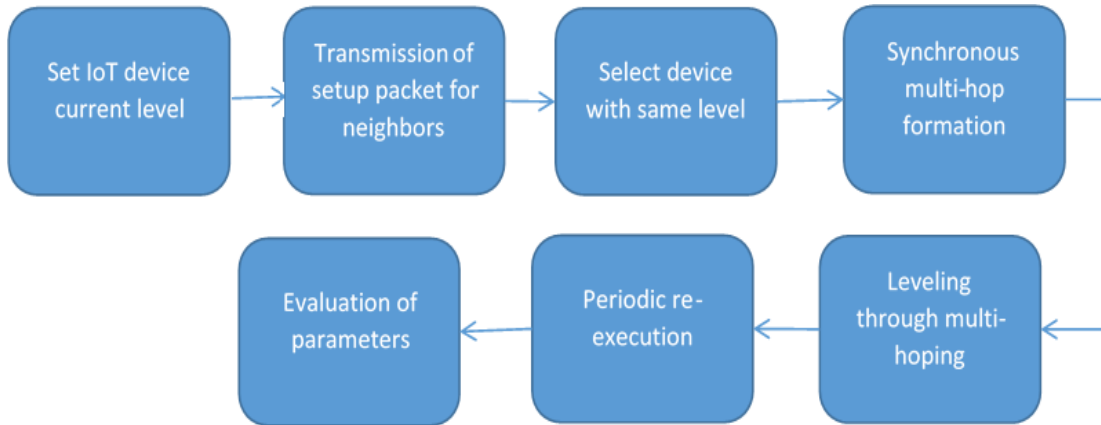 Set IoT device
current level
Transmission of
setup packet for
neighbors
Select device
with same level
Synchronous
multi-hop
formation
Leveling
through multi-
hoping
Periodic re-
execution
Evaluation of
parameters